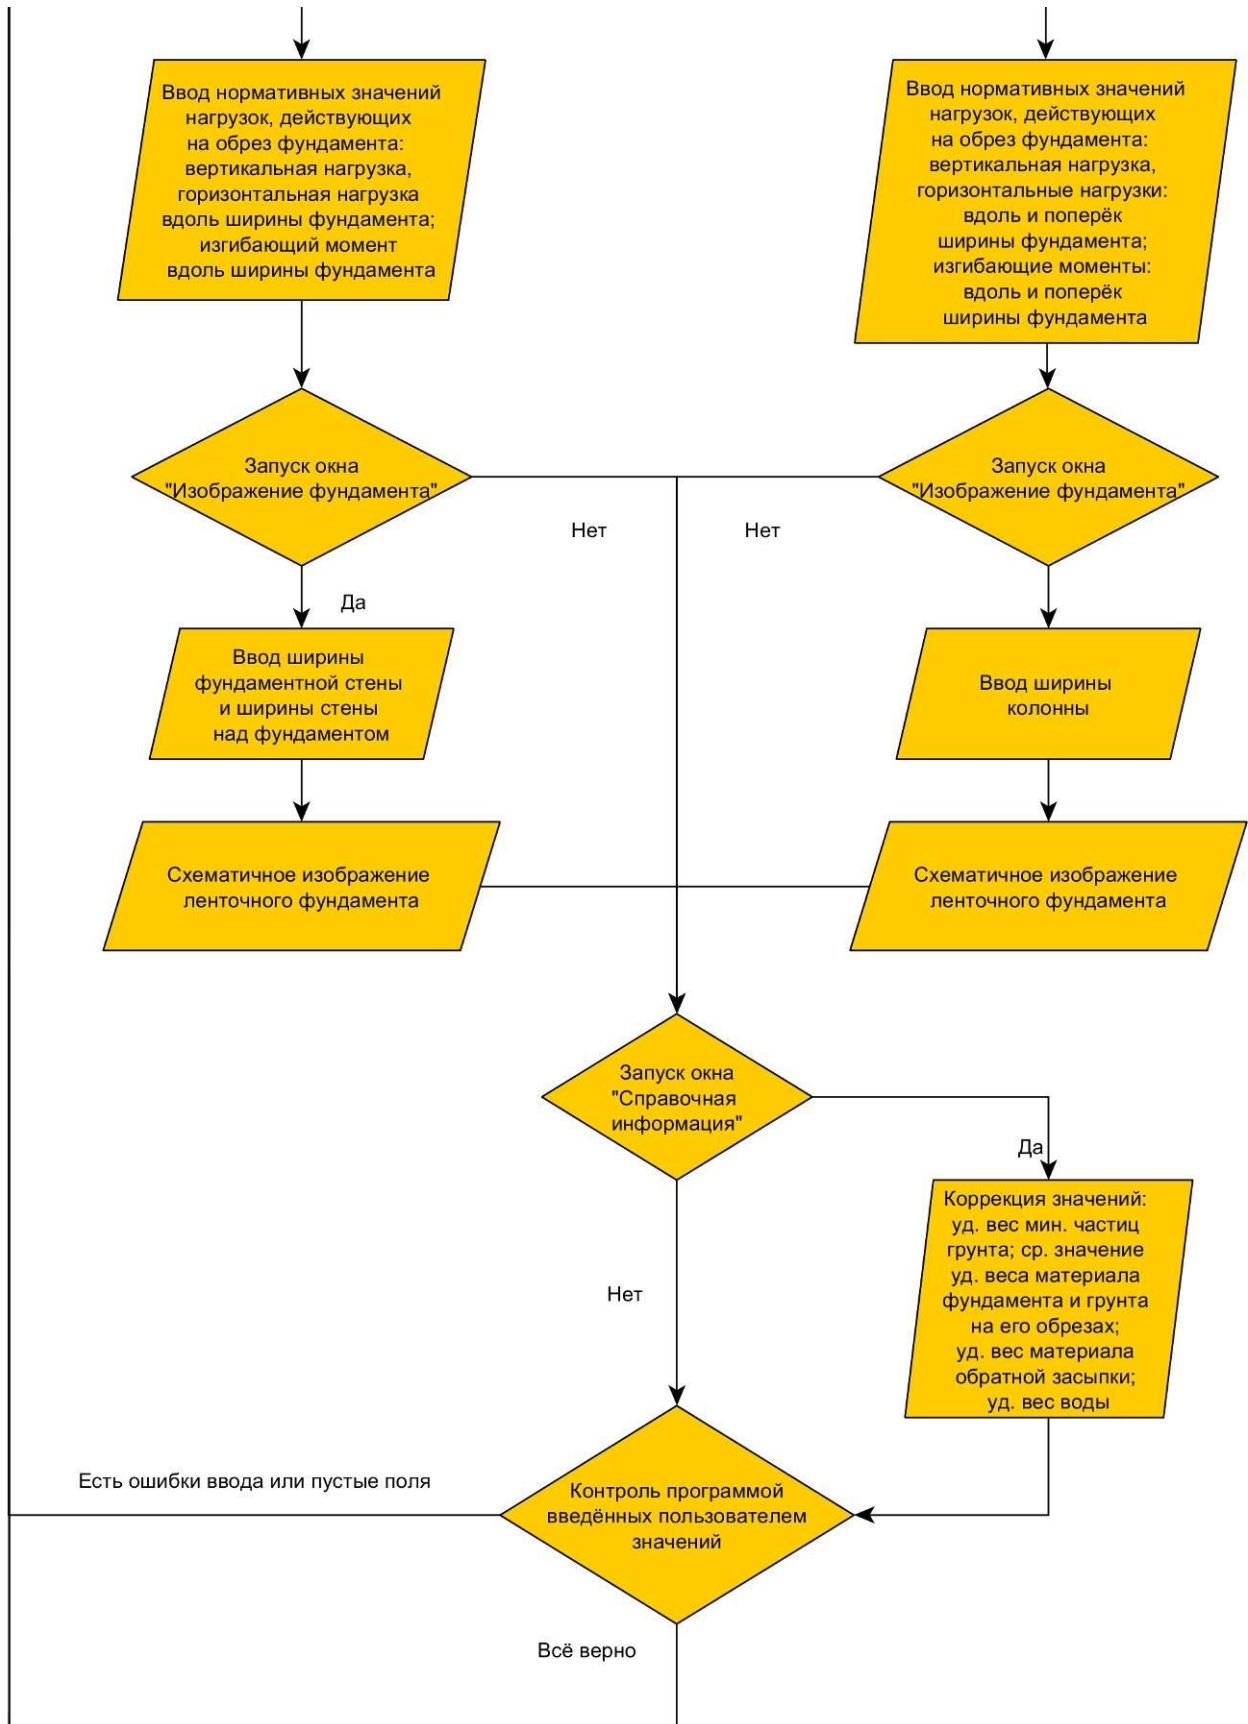 Ввод нормативных значений
нагрузок, действующих
на обрез фундамента:
вертикальная нагрузка,
горизонтальная нагрузка
вдоль ширины фундамента;
изгибающий момент
вдоль ширины фундамента
Ввод нормативных значений
нагрузок, действующих
на обрез фундамента:
вертикальная нагрузка,
горизонтальные нагрузки:
вдоль и поперёк
ширины фундамента;
изгибающие моменты:
вдоль и поперёк
ширины фундамента
Запуск окна
"Изображение фундамента"
Запуск окна
"Изображение фундамента"
Нет
Нет
Да
Ввод ширины
фундаментной стены
и ширины стены
над фундаментом
Ввод ширины
колонны
Схематичное изображение
ленточного фундамента
Схематичное изображение
ленточного фундамента
Запуск окна
"Справочная
информация"
Да
Коррекция значений:
уд. вес мин. частиц
грунта; ср. значение
уд. веса материала
фундамента и грунта
на его обрезах;
уд. вес материала
обратной засыпки;
уд. вес воды
Нет
Есть ошибки ввода или пустые поля
Контроль программой
введённых пользователем
значений
Всё верно